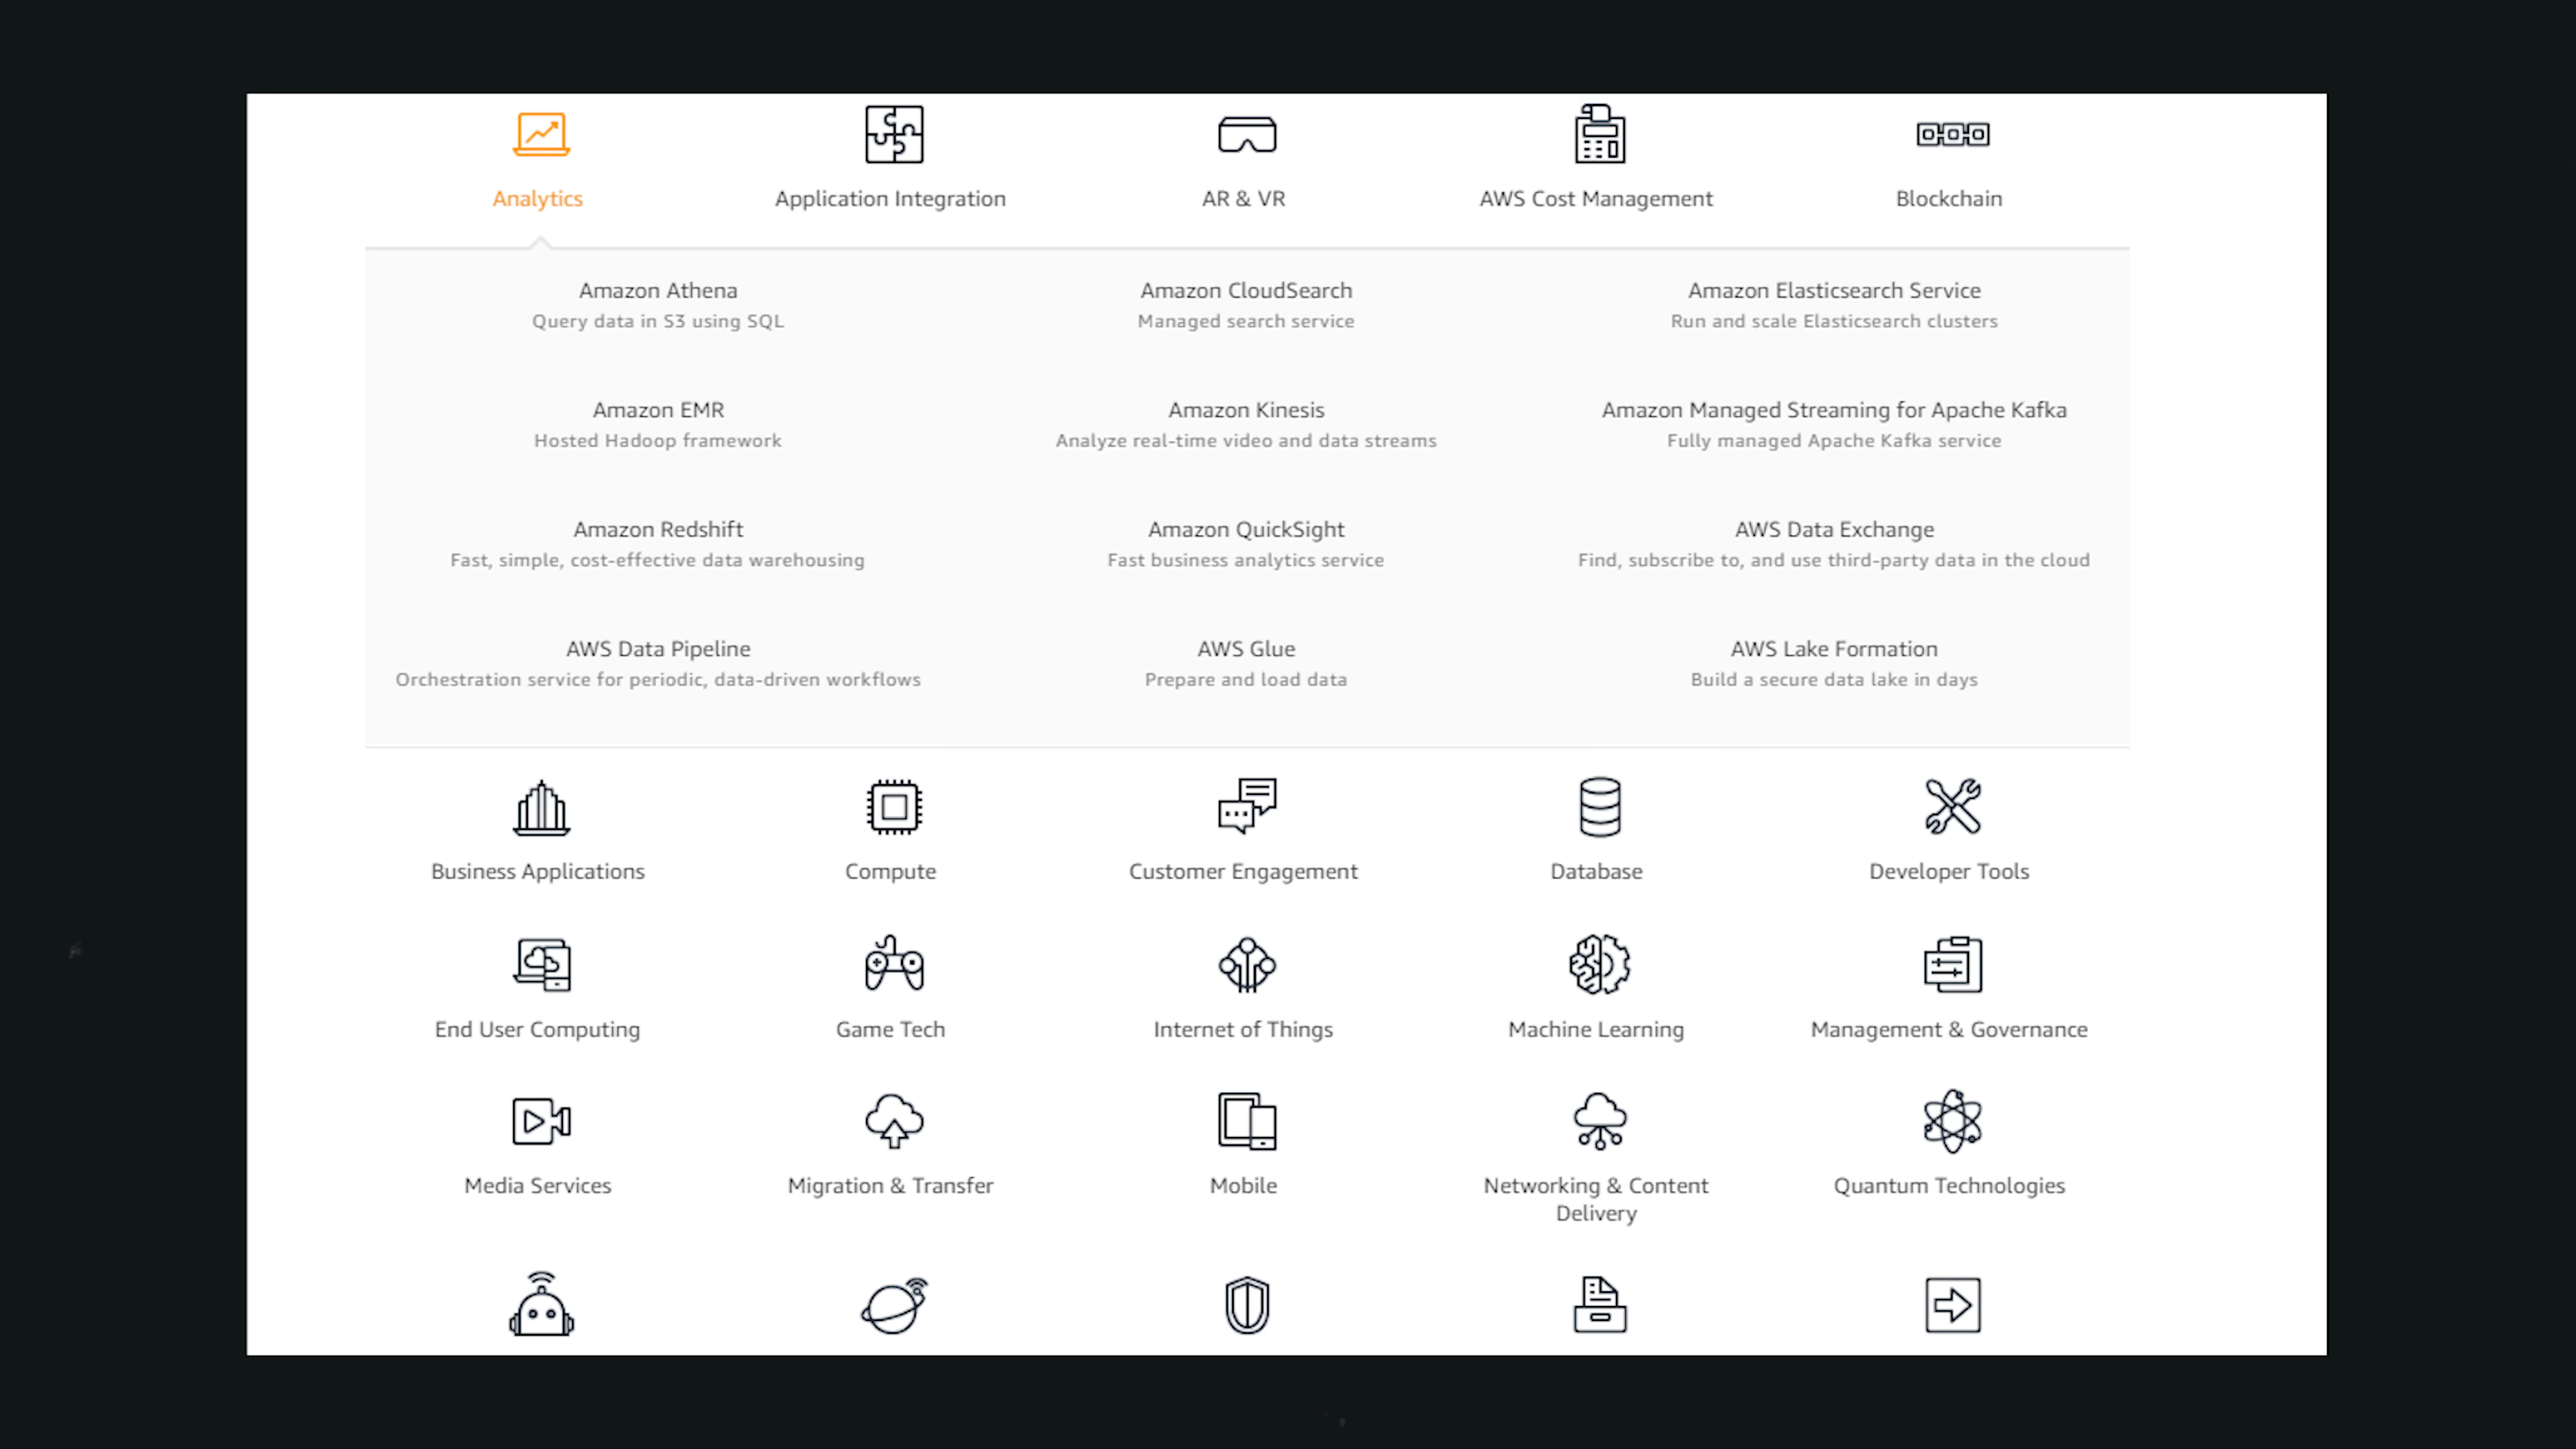 Analytics
Application Integration
AR & VR
AWS Cost Management
Blockchain
Amazon Athena
Query data in S3 using SQL
Amazon CloudSearch
Managed search service
Amazon Elasticsearch Service
Run and scale Elasticsearch clusters
Amazon EMR
Hosted Hadoop framework
Amazon Kinesis
Analyze real-time video and data streams
Amazon Managed Streaming for Apache Kafka
Fully managed Apache Kafka service
Amazon Redshift
Fast, simple, cost-effective data warehousing
Amazon QuickSight
Fast business analytics service
AWS Data Exchange
Find, subscribe to, and use third-party data in the cloud
AWS Data Pipeline
Orchestration service for periodic, data-driven workflows
AWS Glue
Prepare and load data
AWS Lake Formation
Build a secure data lake in days
Business Applications
Compute
Customer Engagement
Database
Developer Tools
End User Computing
Game Tech
Internet of Things
Machine Learning
Management & Governance
Media Services
Migration & Transfer
Mobile
Networking & Content
Delivery
Quantum Technologies